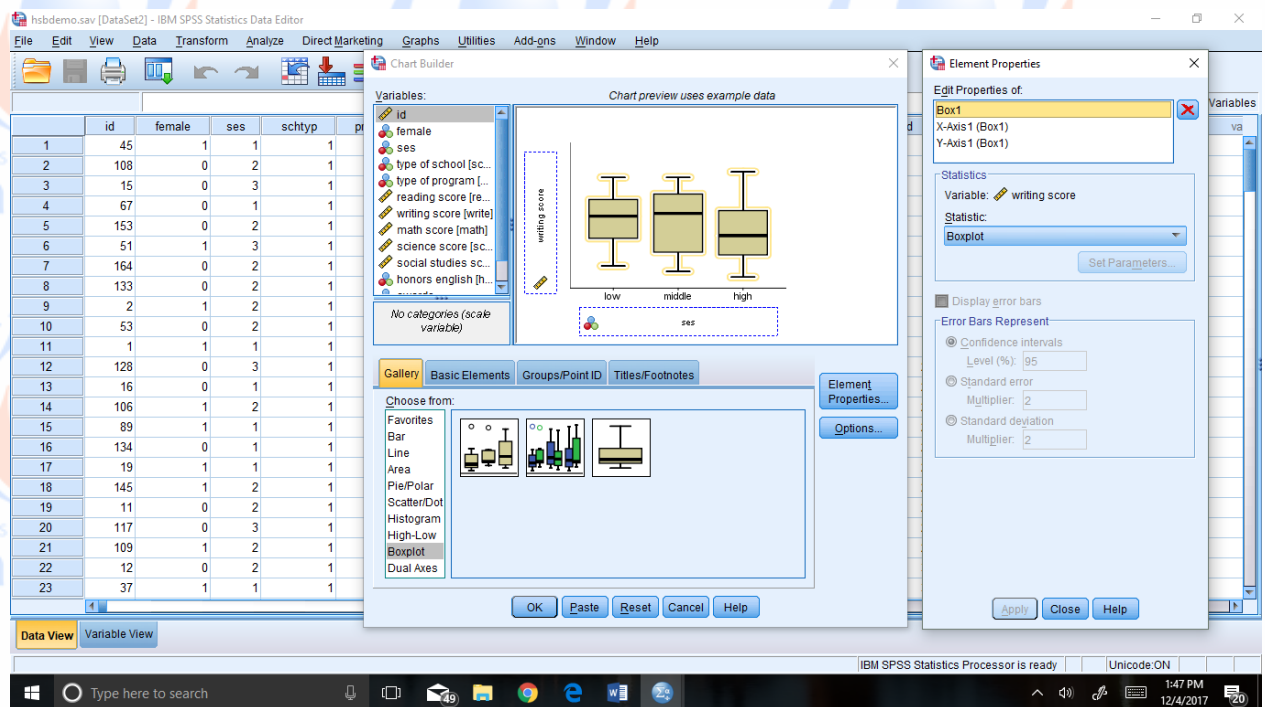 hsbdemo.sav [DataSet2] - IBM SPSS Statistics Data Editor
File Edit View Data Transform Analyze Direct Marketing Graphs Utilities Add-ons Window Help
Variables
id female ses schtyp
1 45 1 1 1
2 108 0 2 1
3 15 0 3 1
4 67 0 1 1
5 153 0 2 1
6 51 1 3 1
7 164 0 2 1
8 133 0 2 1
9 2 1 2 1
10 53 0 2 1
11 1 1 1 1
12 128 0 3 1
13 16 0 1 1
14 106 1 2 1
15 89 1 1 1
16 134 0 1 1
17 19 1 1 1
18 145 1 2 1
19 11 0 2 1
20 117 0 3 1
21 109 1 2 1
22 12 0 2 1
23 37 1 1 1
Data View Variable View
Chart Builder
Variables:
id
female
ses
type of school [sc...
type of program [...
reading score [re...
writing score [write]
math score [math]
science score [sc...
social studies sc...
honors english [h...
No categories (scale
variable)
Chart preview uses example data
writing score
low middle high
ses
Gallery Basic Elements Groups/Point ID Titles/Footnotes
Choose from:
Favorites
Bar
Line
Area
Pie/Polar
Scatter/Dot
Histogram
High-Low
Boxplot
Dual Axes
Element
Properties...
Options...
OK Paste Reset Cancel Help
Element Properties
Edit Properties of:
Box1
X-Axis1 (Box1)
Y-Axis1 (Box1)
Statistics
Variable: writing score
Statistic:
Boxplot
Set Parameters...
Display error bars
Error Bars Represent
Confidence intervals
Level (%): 95
Standard error
Multiplier: 2
Standard deviation
Multiplier: 2
Apply Close Help
IBM SPSS Statistics Processor is ready Unicode:ON
Type here to search
49
1:47 PM
12/4/2017
20